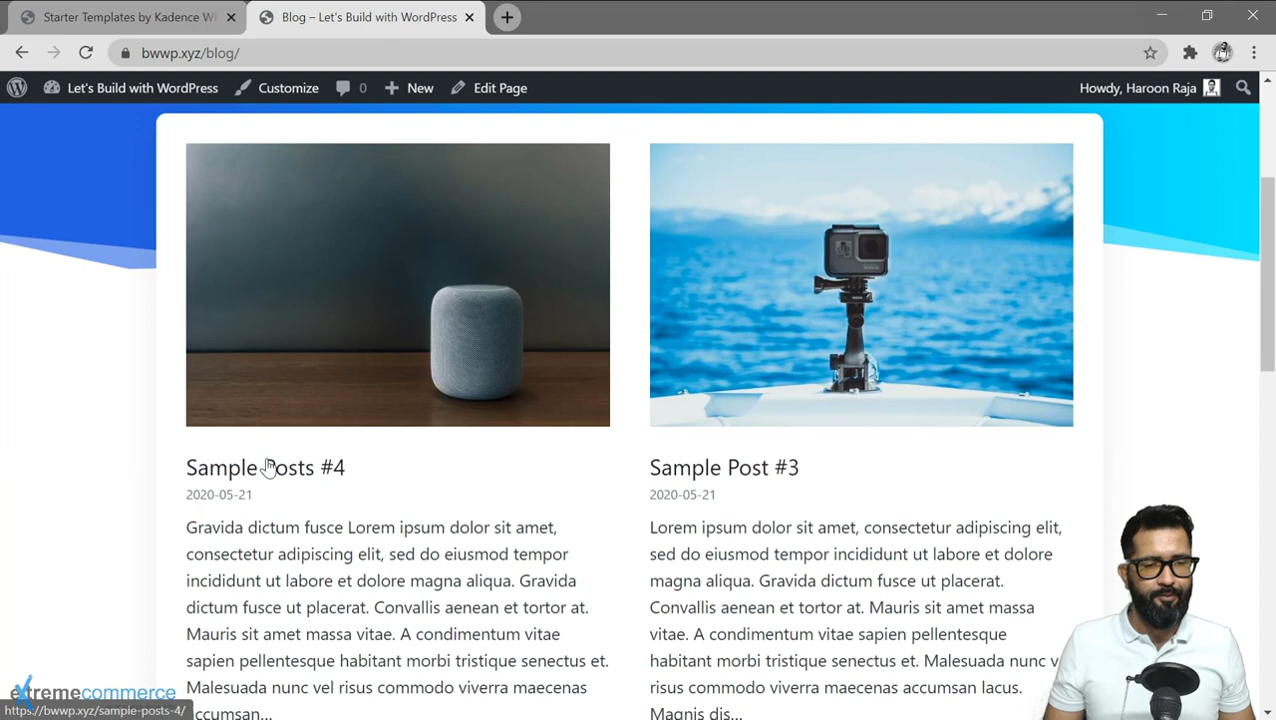 Starter Templates by Kadence WP
Blog – Let's Build with WordPress
bwwp.xyz/blog/
Let's Build with WordPress
Customize
0
New
Edit Page
Howdy, Haroon Raja
Sample Posts #4
2020-05-21
Gravida dictum fusce Lorem ipsum dolor sit amet,
consectetur adipiscing elit, sed do eiusmod tempor
incididunt ut labore et dolore magna aliqua. Gravida
dictum fusce ut placerat. Convallis aenean et tortor at.
Mauris sit amet massa vitae. A condimentum vitae
sapien pellentesque habitant morbi tristique senectus et.
Malesuada nunc vel risus commodo viverra maecenas
accumsan...
Sample Post #3
2020-05-21
Lorem ipsum dolor sit amet, consectetur adipiscing elit,
sed do eiusmod tempor incididunt ut labore et dolore
magna aliqua. Gravida dictum fusce ut placerat.
Convallis aenean et tortor at. Mauris sit amet massa
vitae. A condimentum vitae sapien pellentesque
habitant morbi tristique senectus et. Malesuada nunc v
risus commodo viverra maecenas accumsan lacus.
Magnis dis...
extremecommerce
https://bwwp.xyz/sample-posts-4/